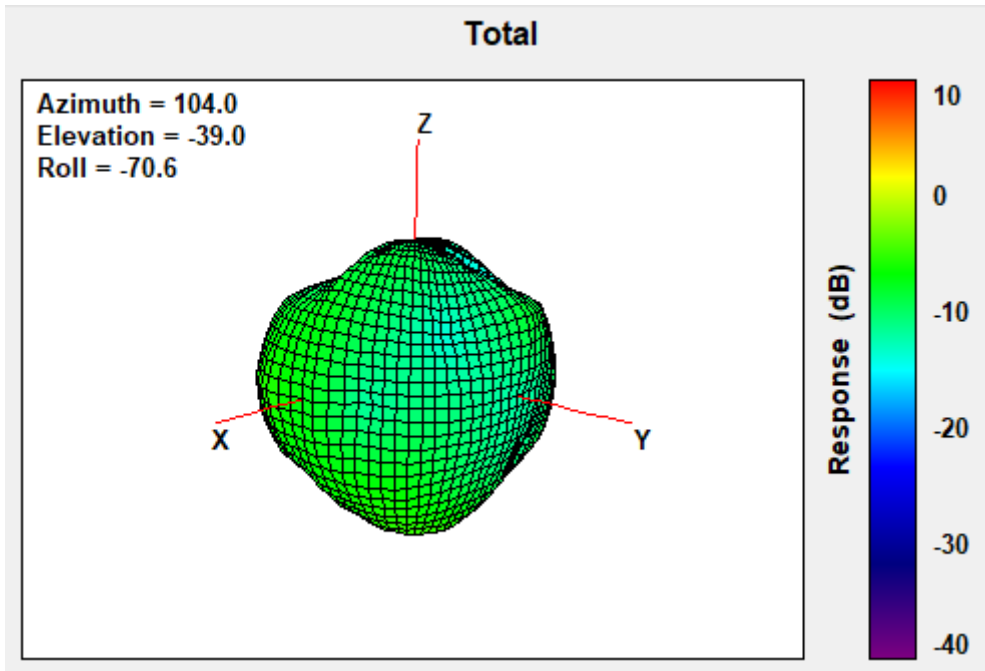 Total
Azimuth = 104.0
Elevation = -39.0
Roll = -70.6
Z
X
Y
10
0
-10
-20
-30
-40
Response (dB)